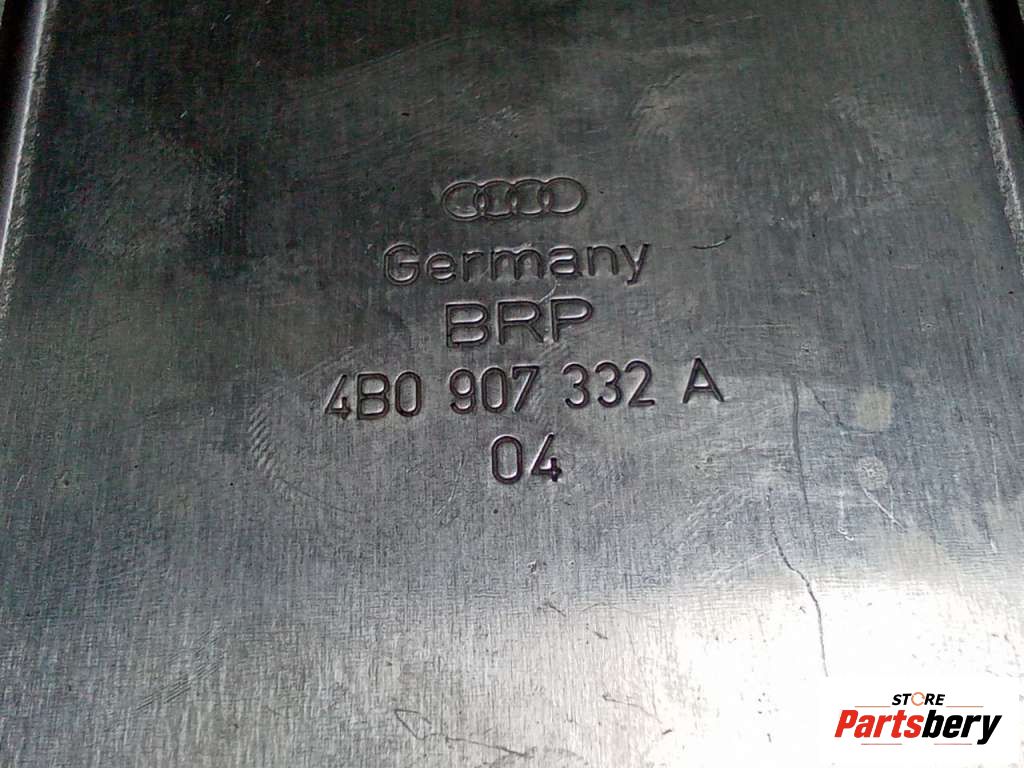 Germany
BRP
4B0 907 332 A
04
STORE
Partsbery